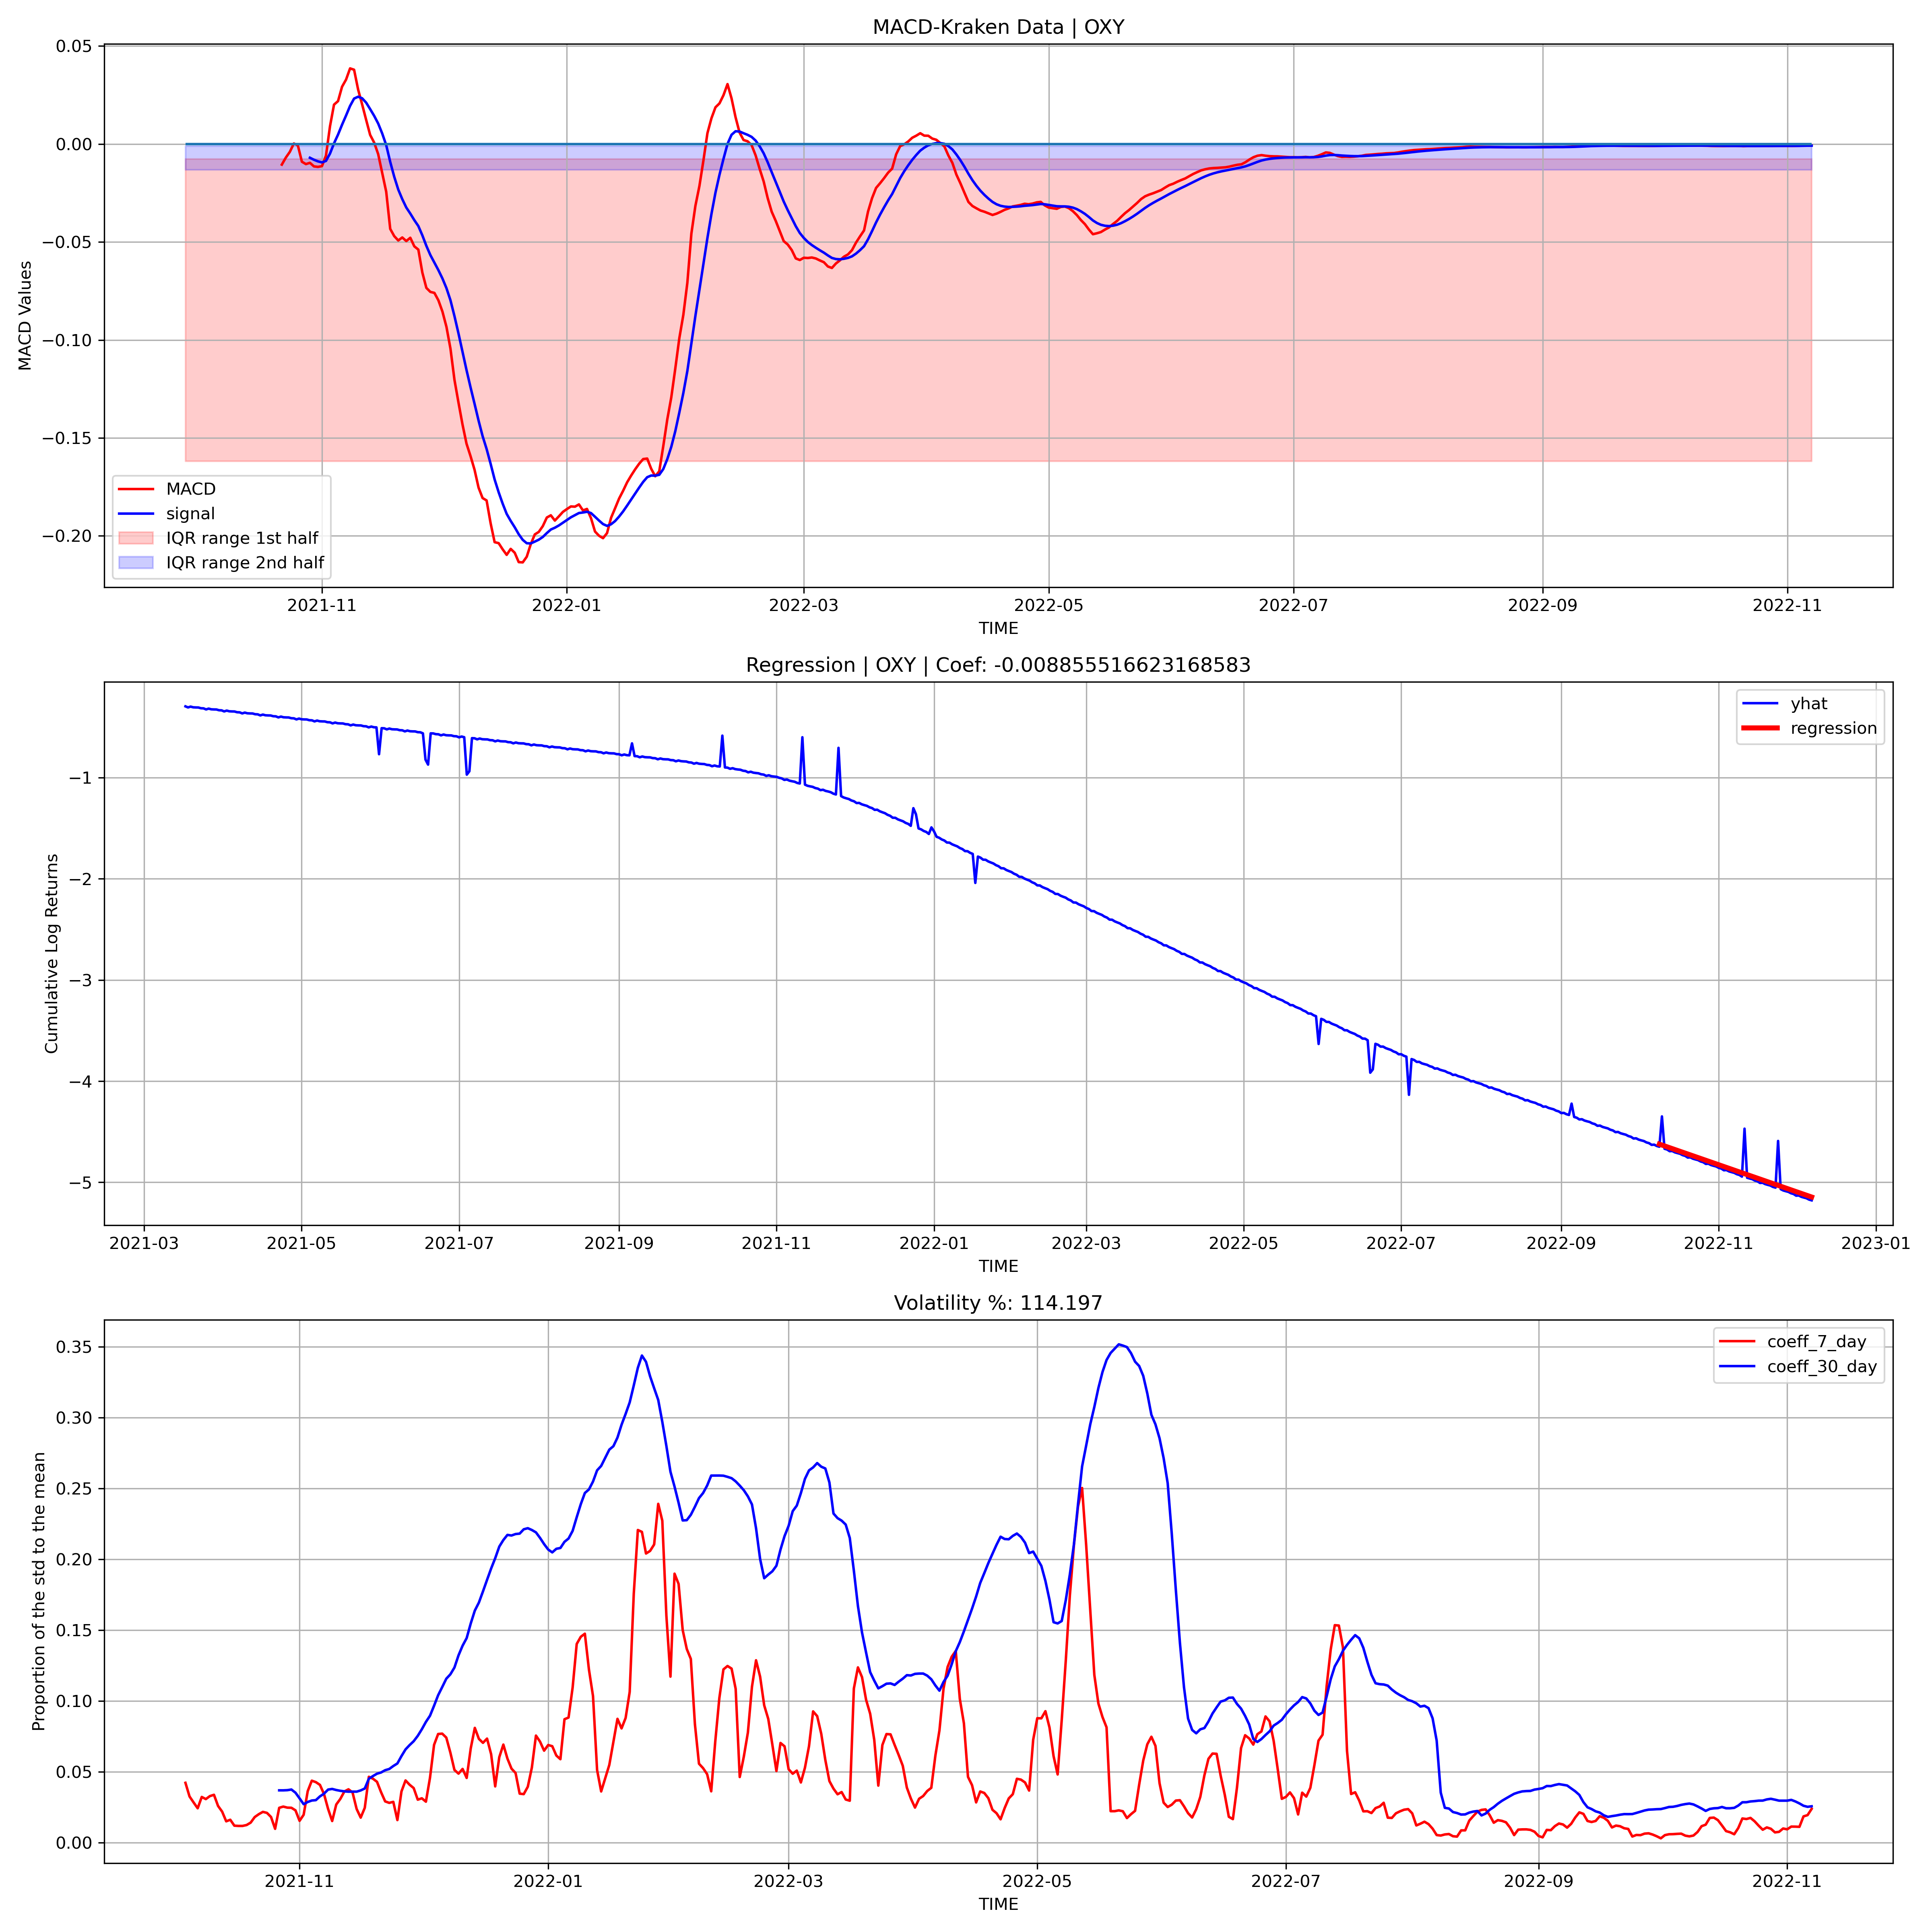 MACD-Kraken Data | OXY
0.05
0.00
−0.05
−0.10
−0.15
−0.20
MACD Values
MACD
signal
IQR range 1st half
IQR range 2nd half
2021-11 2022-01 2022-03 2022-05 2022-07 2022-09 2022-11
TIME
Regression | OXY | Coef: -0.008855516623168583
yhat
regression
−1
−2
−3
−4
−5
Cumulative Log Returns
2021-03 2021-05 2021-07 2021-09 2021-11 2022-01 2022-03 2022-05 2022-07 2022-09 2022-11 2023-01
TIME
Volatility %: 114.197
coeff_7_day
coeff_30_day
0.35
0.30
0.25
0.20
0.15
0.10
0.05
0.00
Proportion of the std to the mean
2021-11 2022-01 2022-03 2022-05 2022-07 2022-09 2022-11
TIME